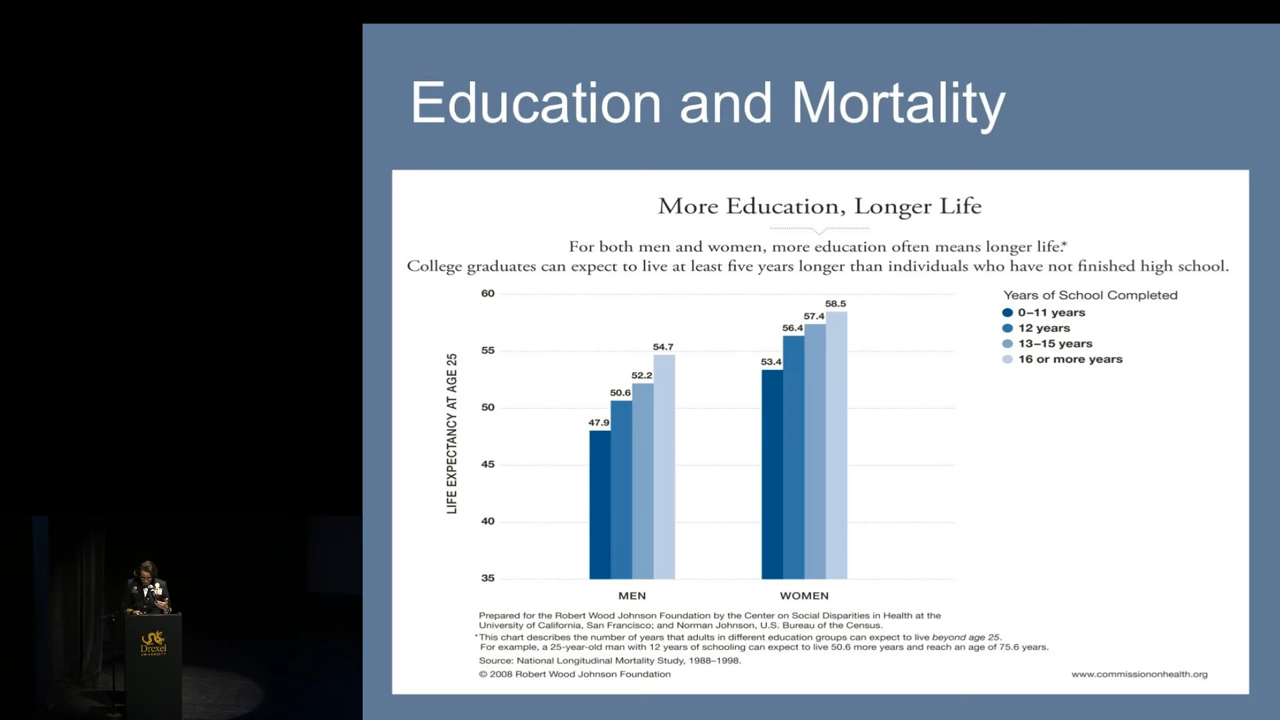 Education and Mortality
More Education, Longer Life
For both men and women, more education often means longer life.*
College graduates can expect to live at least five years longer than individuals who have not finished high school.
LIFE EXPECTANCY AT AGE 25
60
55
50
45
40
35
47.9
50.6
52.2
54.7
53.4
56.4
57.4
58.5
MEN
WOMEN
Years of School Completed
0–11 years
12 years
13–15 years
16 or more years
Prepared for the Robert Wood Johnson Foundation by the Center on Social Disparities in Health at the
University of California, San Francisco; and Norman Johnson, U.S. Bureau of the Census.
*This chart describes the number of years that adults in different education groups can expect to live beyond age 25.
For example, a 25-year-old man with 12 years of schooling can expect to live 50.6 more years and reach an age of 75.6 years.
Source: National Longitudinal Mortality Study, 1988–1998.
© 2008 Robert Wood Johnson Foundation
www.commissiononhealth.org
Drexel
UNIVERSITY